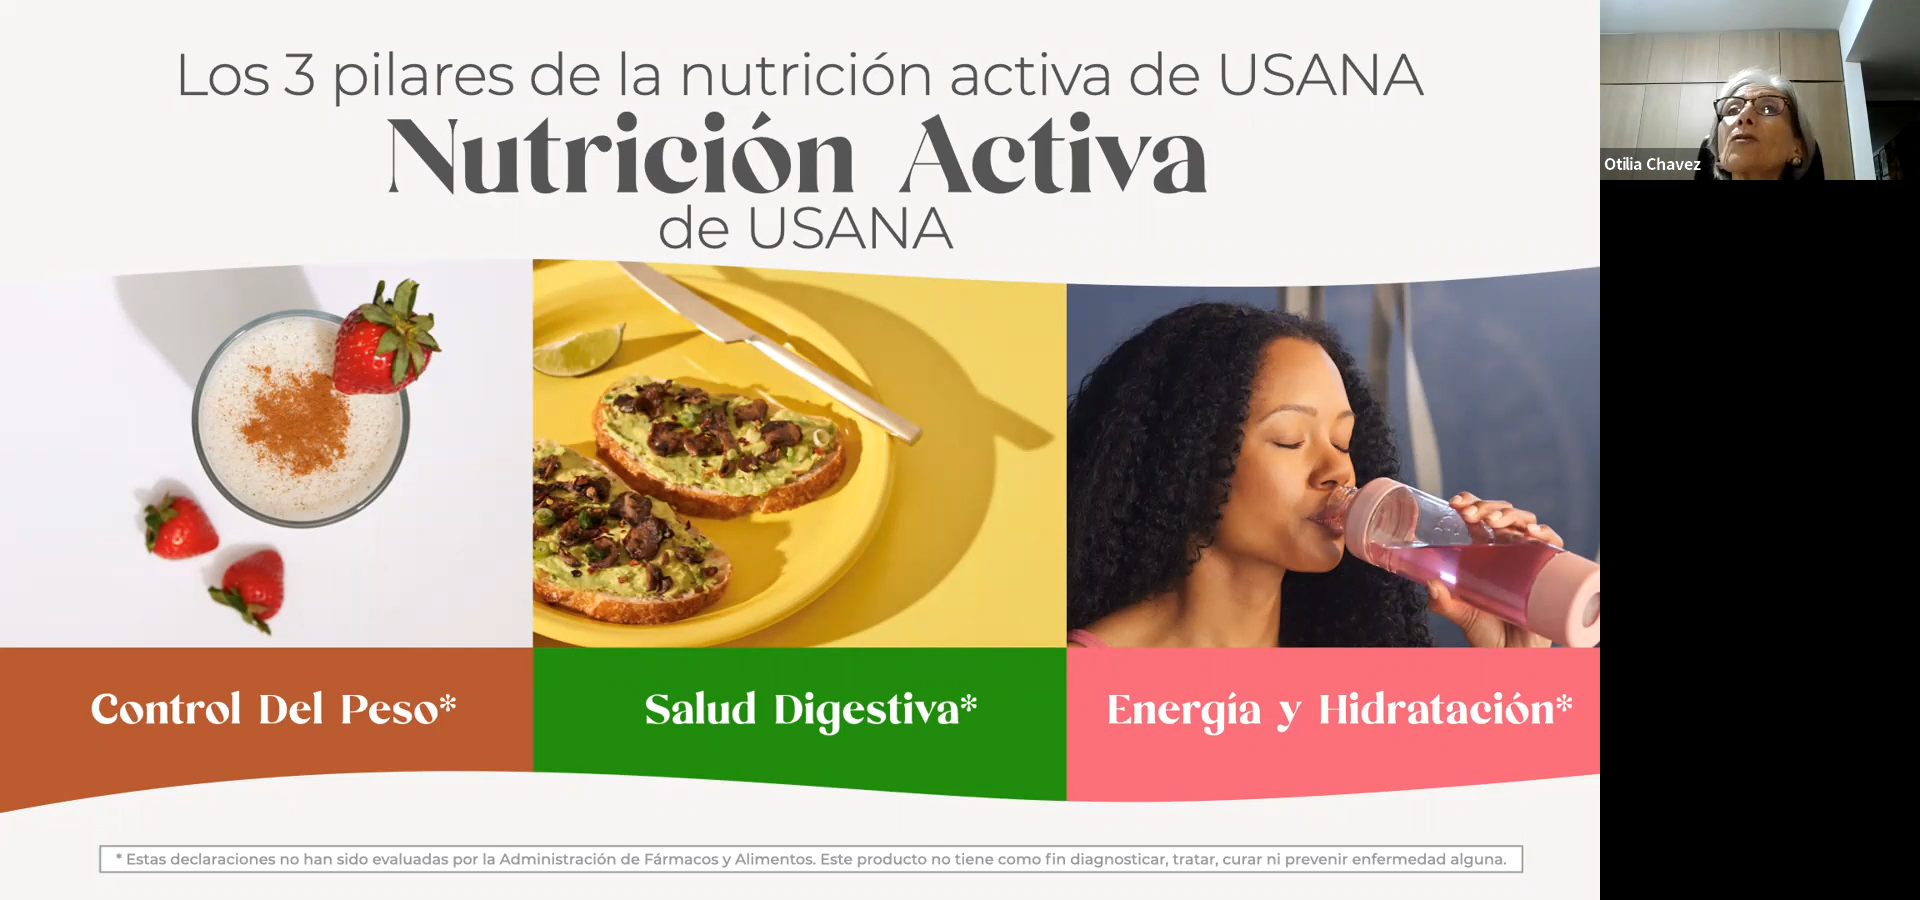 Los 3 pilares de la nutrición activa de USANA
Nutrición Activa
de USANA
Otilia Chavez
Control Del Peso*
Salud Digestiva*
Energía y Hidratación*
* Estas declaraciones no han sido evaluadas por la Administración de Fármacos y Alimentos. Este producto no tiene como fin diagnosticar, tratar, curar ni prevenir enfermedad alguna.